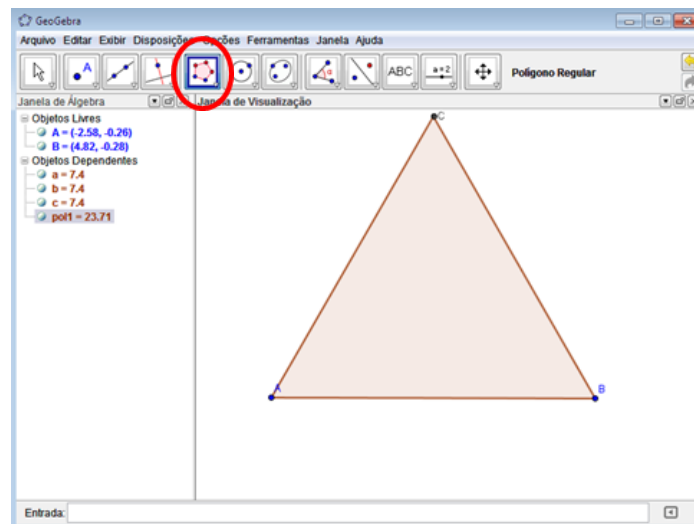 GeoGebra
Arquivo Editar Exibir Disposições Opções Ferramentas Janela Ajuda
A α ABC a=2 Polígono Regular
Janela de Álgebra Janela de Visualização
Objetos Livres
A = (-2.58, -0.26)
B = (4.82, -0.28)
Objetos Dependentes
a = 7.4
b = 7.4
c = 7.4
pol1 = 23.71
C
A B
Entrada: